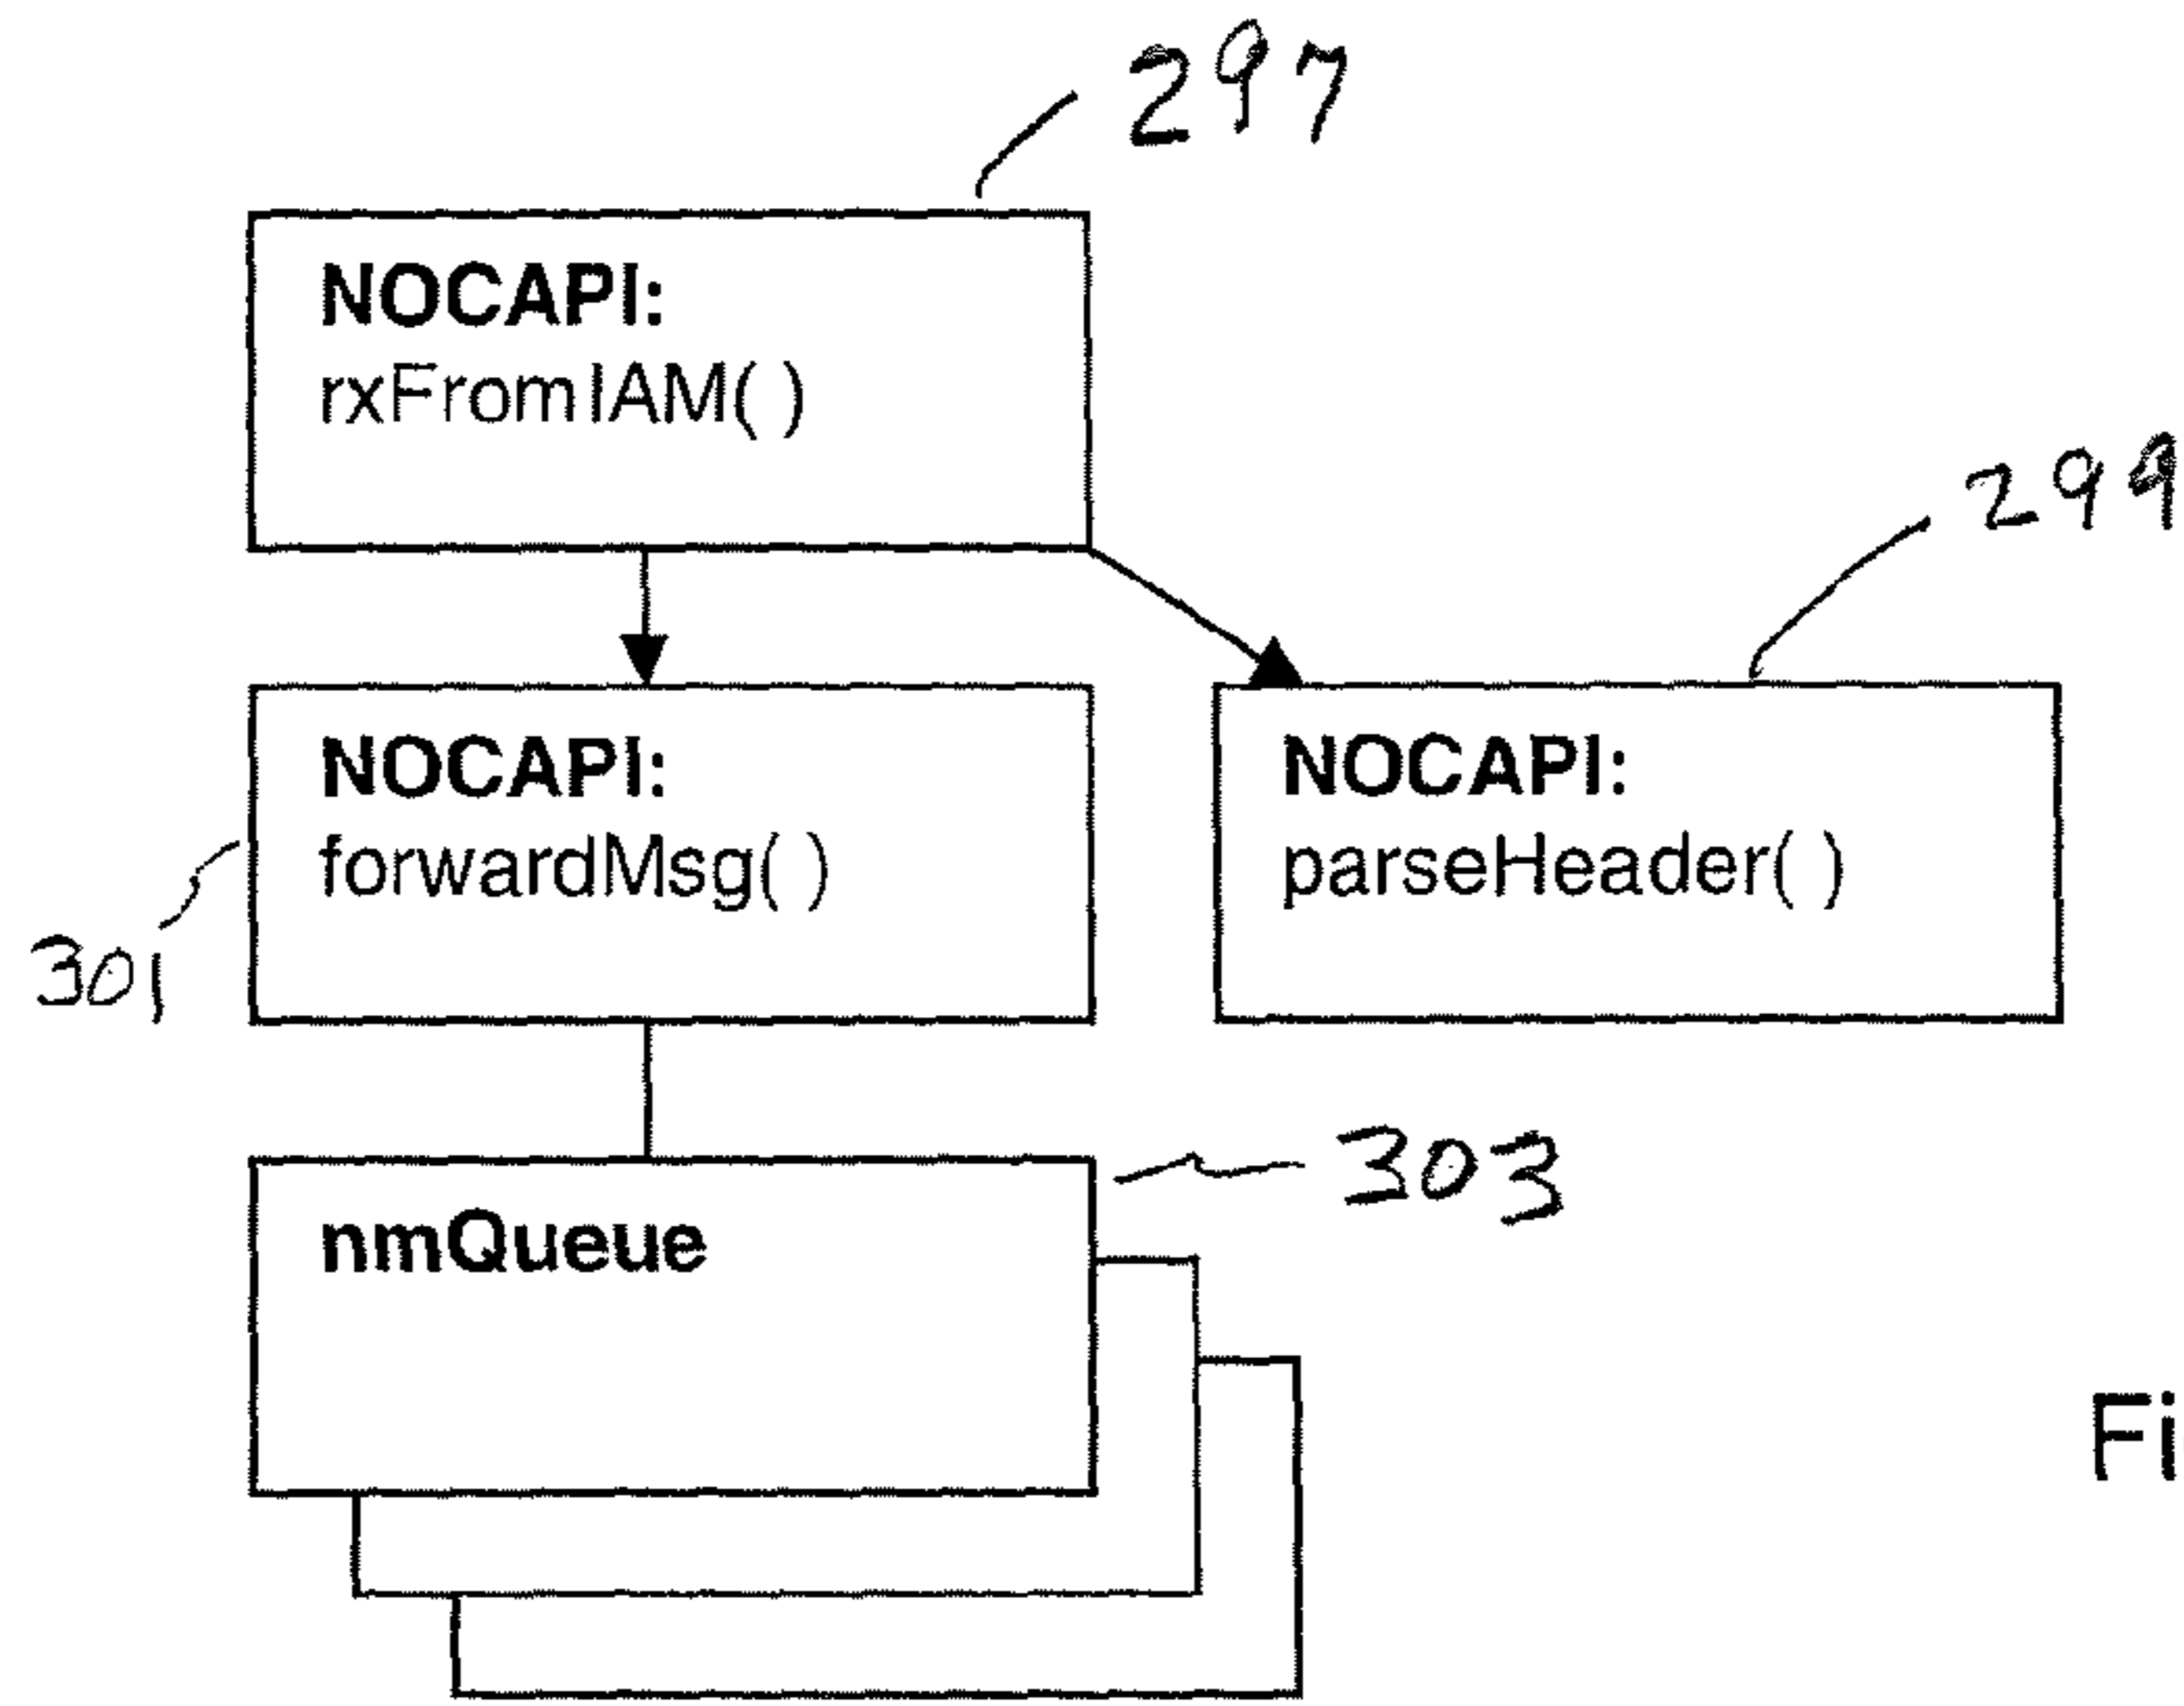 297
NOCAPI:
rxFromIAM( )
299
NOCAPI:
forwardMsg( )
NOCAPI:
parseHeader( )
301
303
nmQueue
Fi